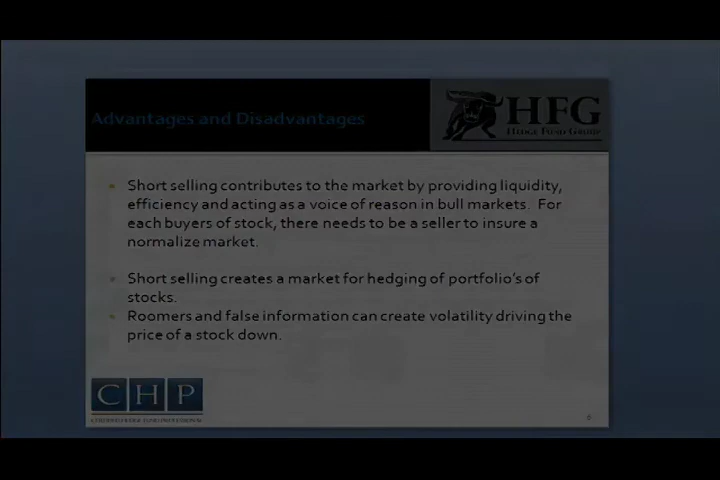 Advantages and Disadvantages
HFG
HEDGE FUND GROUP
Short selling contributes to the market by providing liquidity,
efficiency and acting as a voice of reason in bull markets. For
each buyers of stock, there needs to be a seller to insure a
normalize market.
Short selling creates a market for hedging of portfolio's of
stocks.
Roomers and false information can create volatility driving the
price of a stock down.
CHP
6